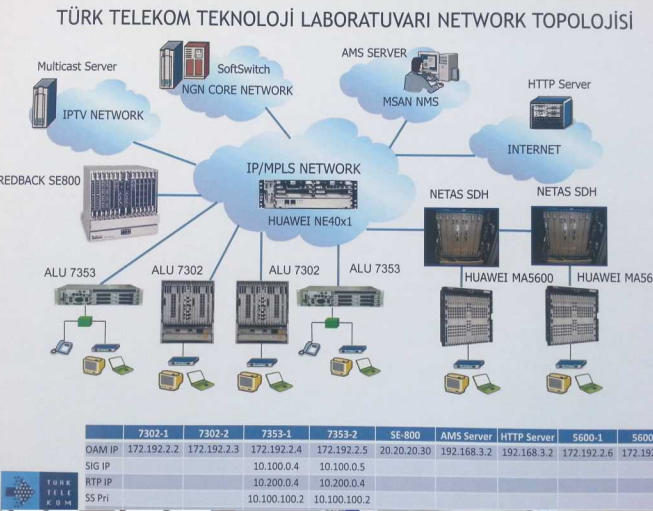 TÜRK TELEKOM TEKNOLOJİ LABORATUVARI NETWORK TOPOLOJİSİ
AMS SERVER
Multicast Server
SoftSwitch
HTTP Server
NGN CORE NETWORK
MSAN NMS
IPTV NETWORK
INTERNET
IP/MPLS NETWORK
REDBACK SE800
NETAS SDH
NETAS SDH
HUAWEI NE40x1
ALU 7353
ALU 7302
ALU 7302
ALU 7353
HUAWEI MA5600
HUAWEI MA56
7302-1 7302-2 7353-1 7353-2 SE-800 AMS Server HTTP Server 5600-1 5600
OAM IP 172.192.2.2 172.192.2.3 172.192.2.4 172.192.2.5 20.20.20.30 192.168.3.2 192.168.3.2 172.192.2.6 172.192
SIG IP 10.100.0.4 10.100.0.5
RTP IP 10.200.0.4 10.200.0.4
SS Pri 10.100.100.2 10.100.100.2
TÜRK
TELE
KOM